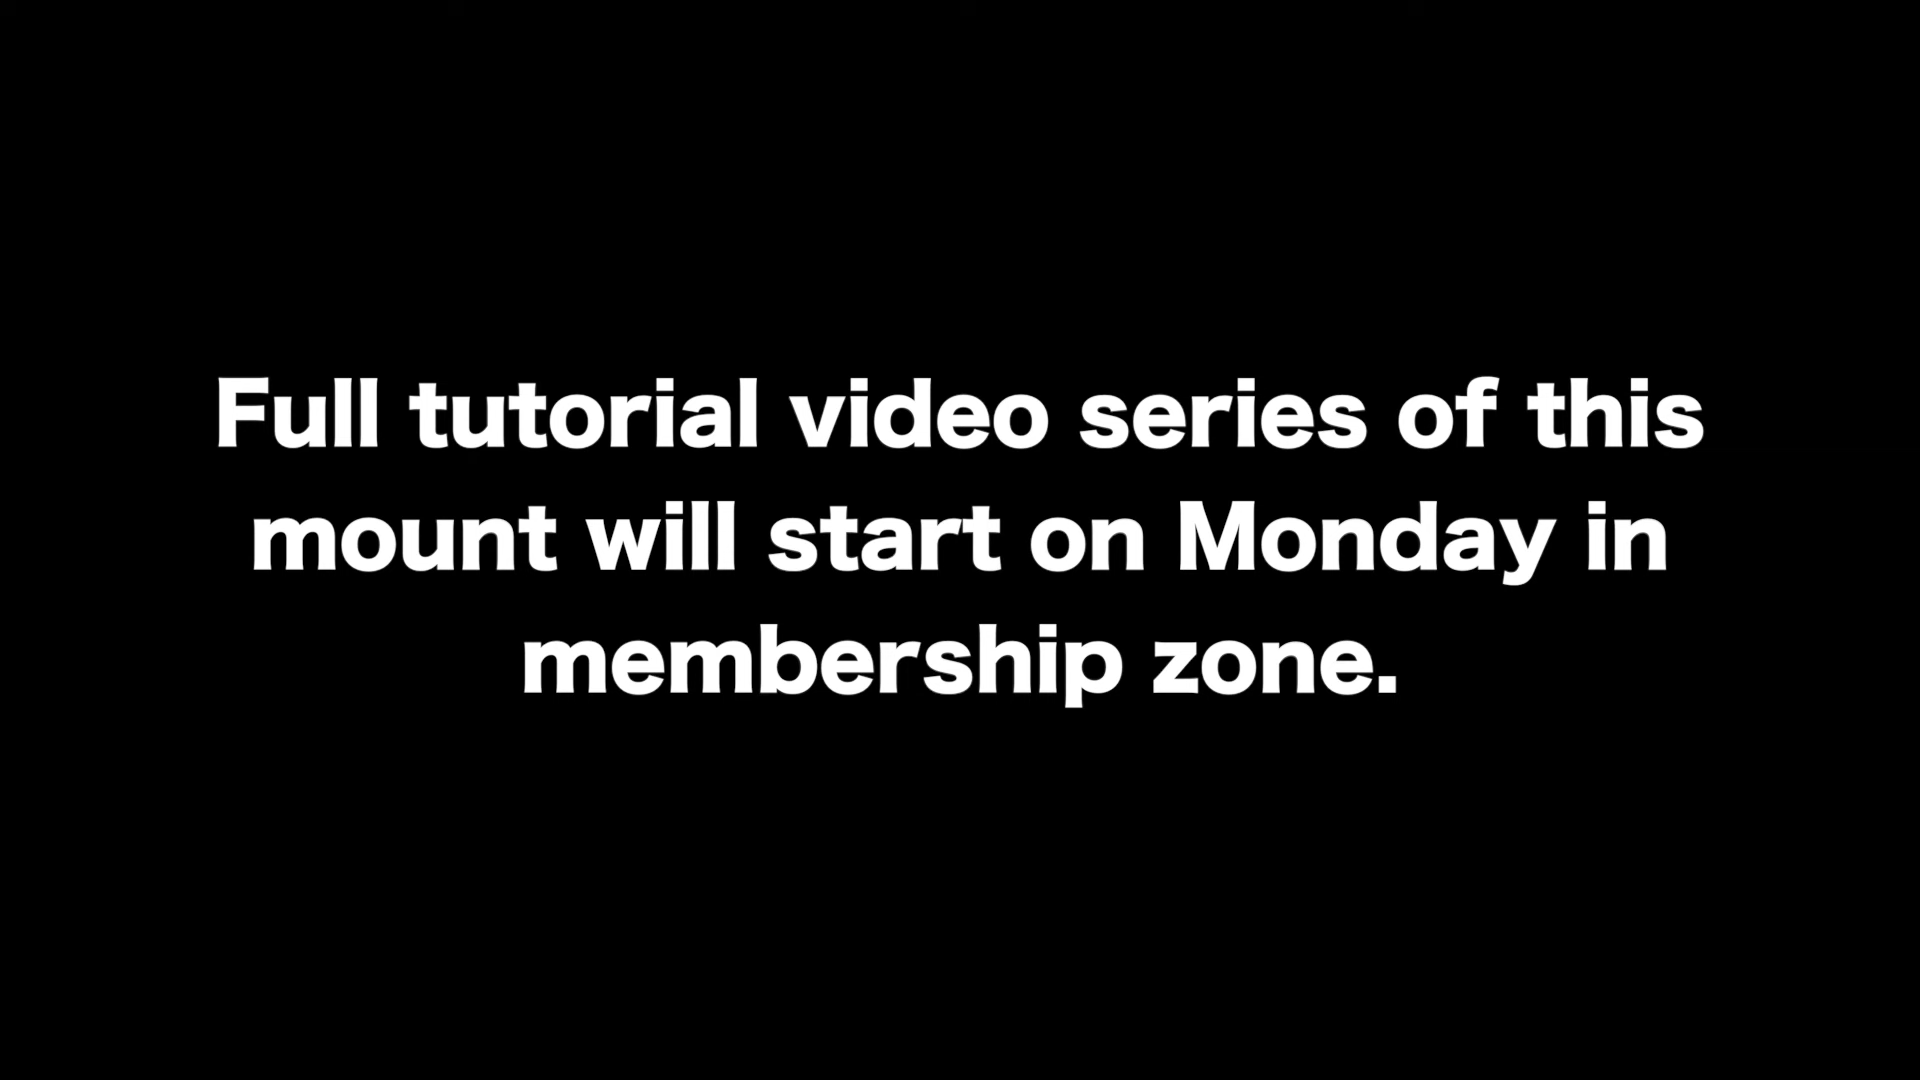 Full tutorial video series of this
mount will start on Monday in
membership zone.